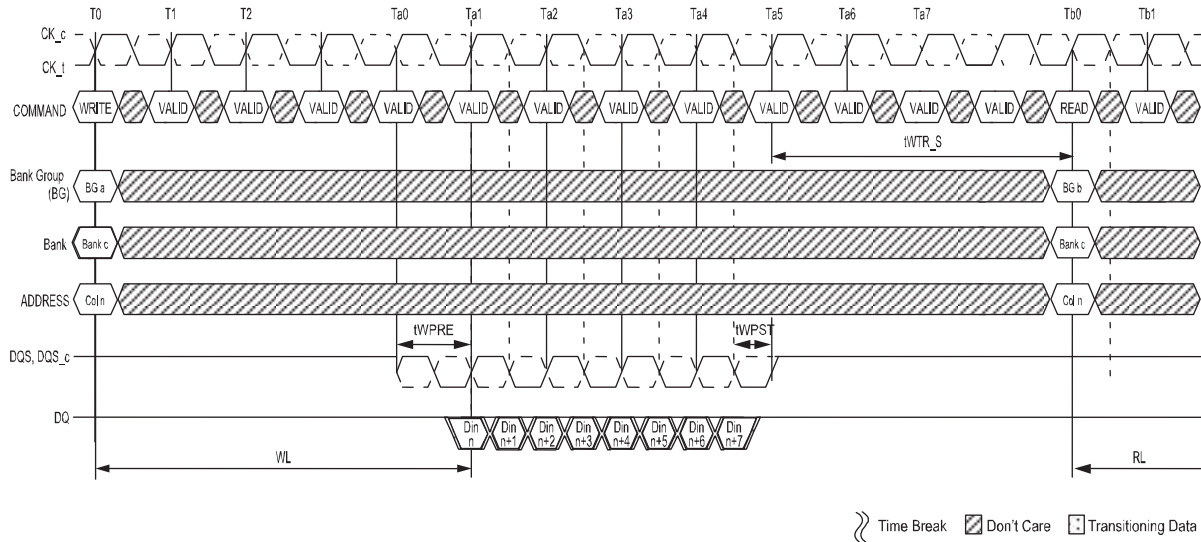 T0 T1 T2 Ta0 Ta1 Ta2 Ta3 Ta4 Ta5 Ta6 Ta7 Tb0 Tb1
CK_c
CK_t
COMMAND WRITE VALID VALID VALID VALID VALID VALID VALID VALID VALID VALID VALID VALID READ VALID
tWTR_S
Bank Group
(BG)
BG a BG b
Bank Bank c Bank c
ADDRESS Col n Col n
tWPRE tWPST
DQS, DQS_c
DQ
Din n Din n+1 Din n+2 Din n+3 Din n+4 Din n+5 Din n+6 Din n+7
WL RL
Time Break Don't Care Transitioning Data